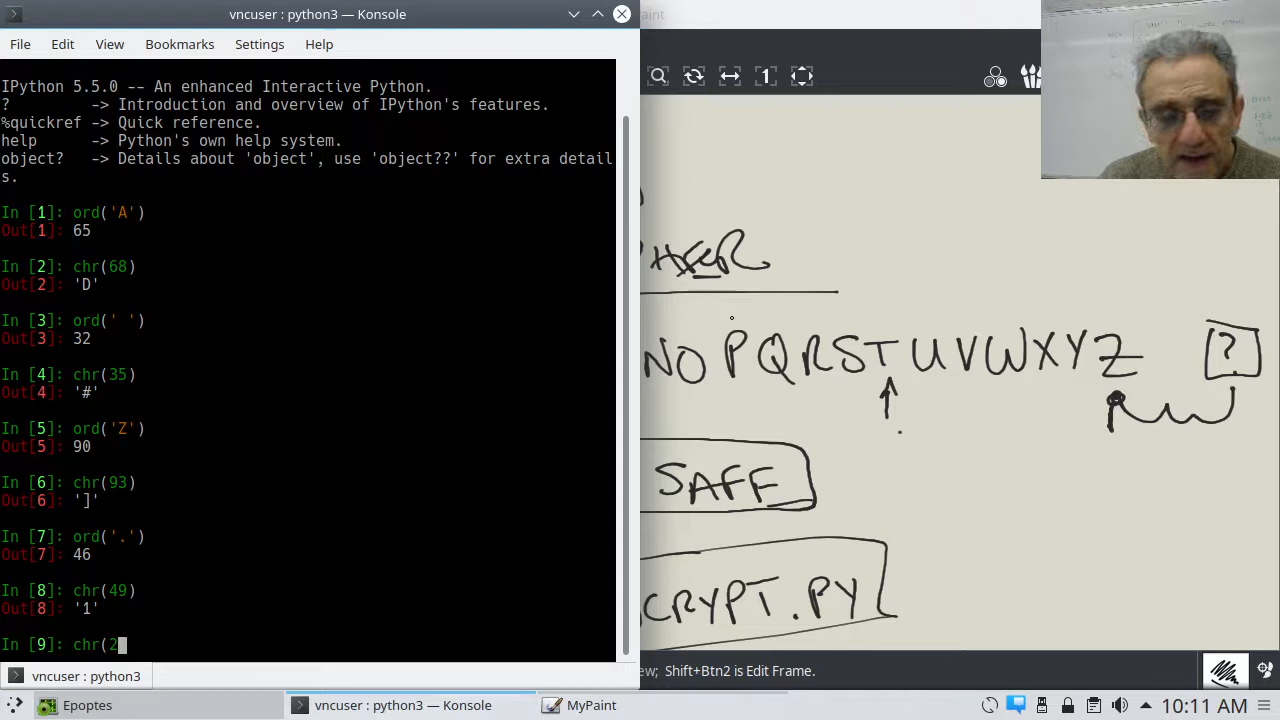 vncuser : python3 — Konsole
aint
File Edit View Bookmarks Settings Help
IPython 5.5.0 -- An enhanced Interactive Python.
? -> Introduction and overview of IPython's features.
%quickref -> Quick reference.
help -> Python's own help system.
object? -> Details about 'object', use 'object??' for extra detail
s.
In [1]: ord('A')
Out[1]: 65
In [2]: chr(68)
Out[2]: 'D'
In [3]: ord(' ')
Out[3]: 32
In [4]: chr(35)
Out[4]: '#'
In [5]: ord('Z')
Out[5]: 90
In [6]: chr(93)
Out[6]: ']'
In [7]: ord('.')
Out[7]: 46
In [8]: chr(49)
Out[8]: '1'
In [9]: chr(2
NO P Q R S T U V W X Y Z ?
SAFF
CRYPT.PY
vncuser : python3
ew; Shift+Btn2 is Edit Frame.
Epoptes
vncuser : python3 — Konsole
MyPaint
10:11 AM